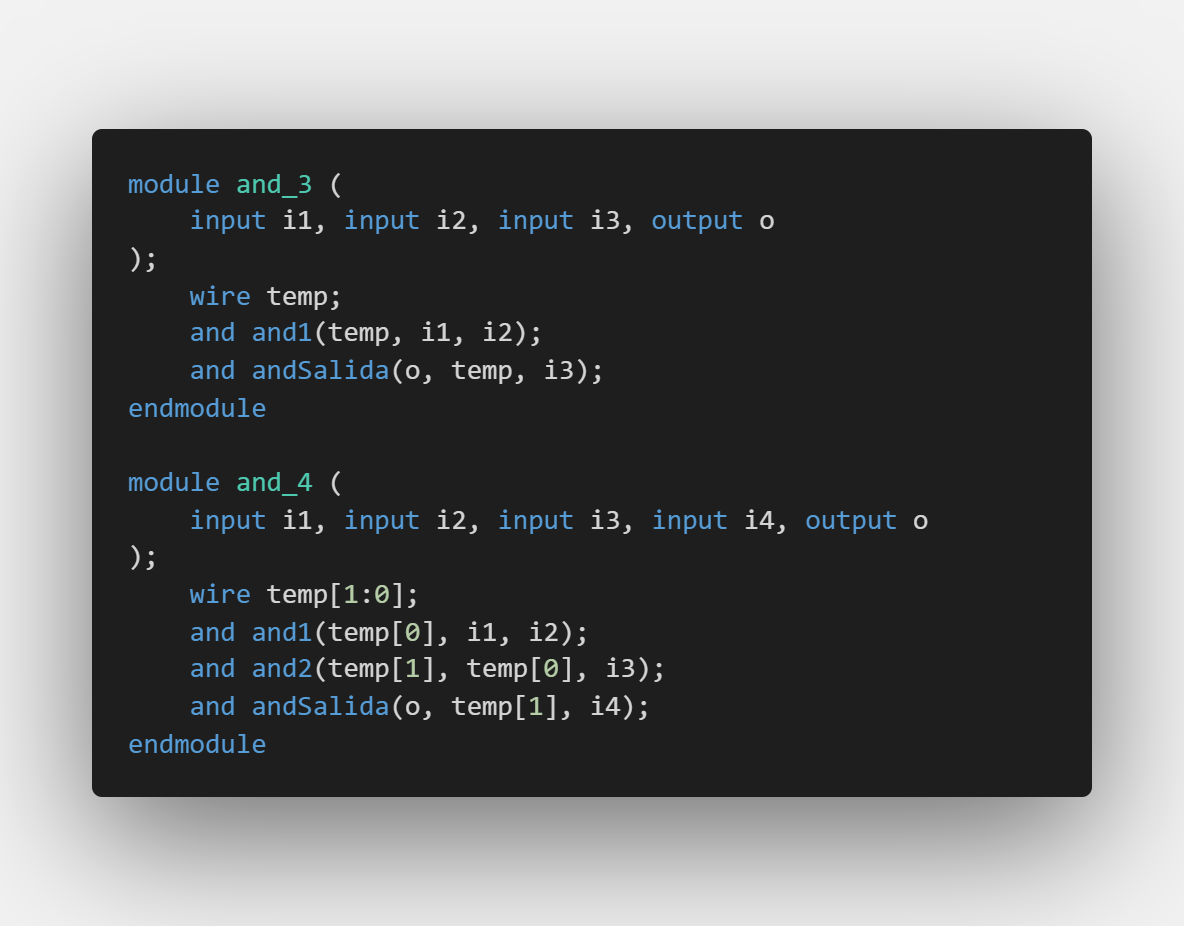 module and_3 (
    input i1, input i2, input i3, output o
);
    wire temp;
    and and1(temp, i1, i2);
    and andSalida(o, temp, i3);
endmodule

module and_4 (
    input i1, input i2, input i3, input i4, output o
);
    wire temp[1:0];
    and and1(temp[0], i1, i2);
    and and2(temp[1], temp[0], i3);
    and andSalida(o, temp[1], i4);
endmodule